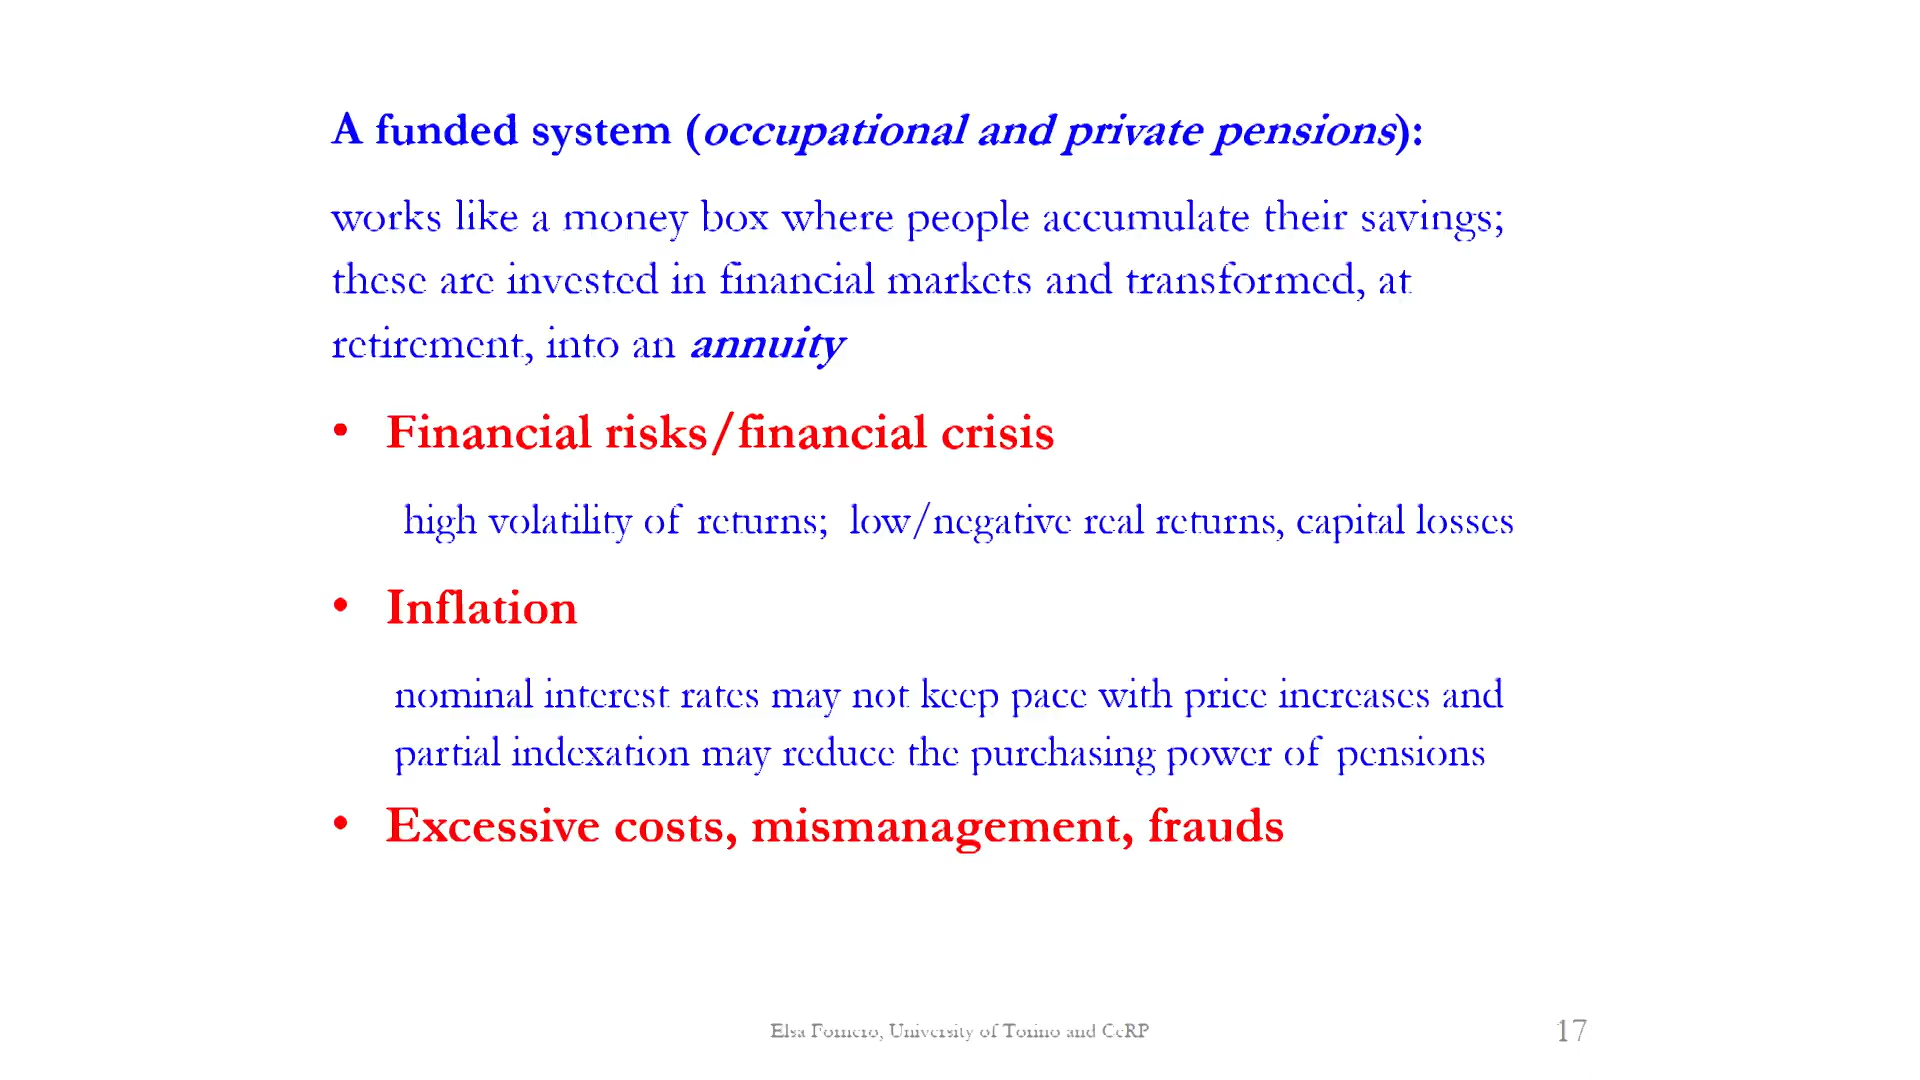 A funded system (occupational and private pensions):
works like a money box where people accumulate their savings;
these are invested in financial markets and transformed, at
retirement, into an annuity
• Financial risks/financial crisis
high volatility of returns; low/negative real returns, capital losses
• Inflation
nominal interest rates may not keep pace with price increases and
partial indexation may reduce the purchasing power of pensions
• Excessive costs, mismanagement, frauds
Elsa Fornero, University of Torino and CeRP
17